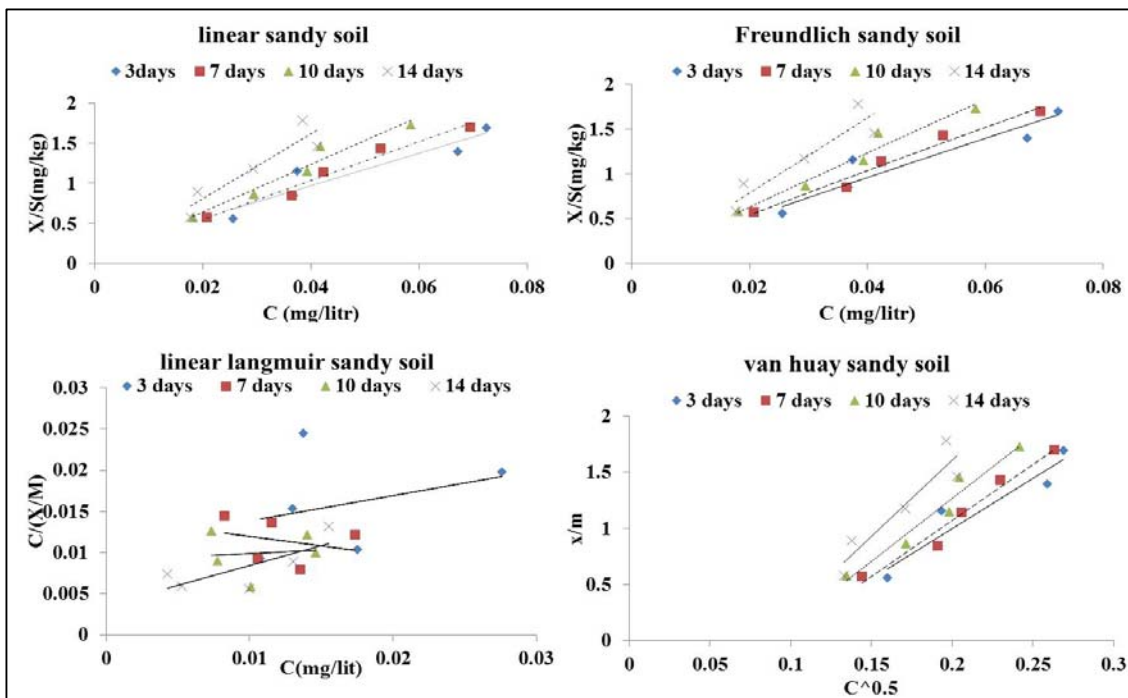 linear sandy soil
3days 7 days 10 days 14 days
X/S(mg/kg)
2
1.5
1
0.5
0
0 0.02 0.04 0.06 0.08
C (mg/litr)
Freundlich sandy soil
3 days 7 days 10 days 14 days
X/S(mg/kg)
2
1.5
1
0.5
0
0 0.02 0.04 0.06 0.08
C (mg/litr)
linear langmuir sandy soil
3 days 7 days 10 days 14 days
C/(X/M)
0.03
0.025
0.02
0.015
0.01
0.005
0
0 0.01 0.02 0.03
C(mg/lit)
van huay sandy soil
3 days 7 days 10 days 14 days
x/m
2
1.5
1
0.5
0
0 0.05 0.1 0.15 0.2 0.25 0.3
C^0.5